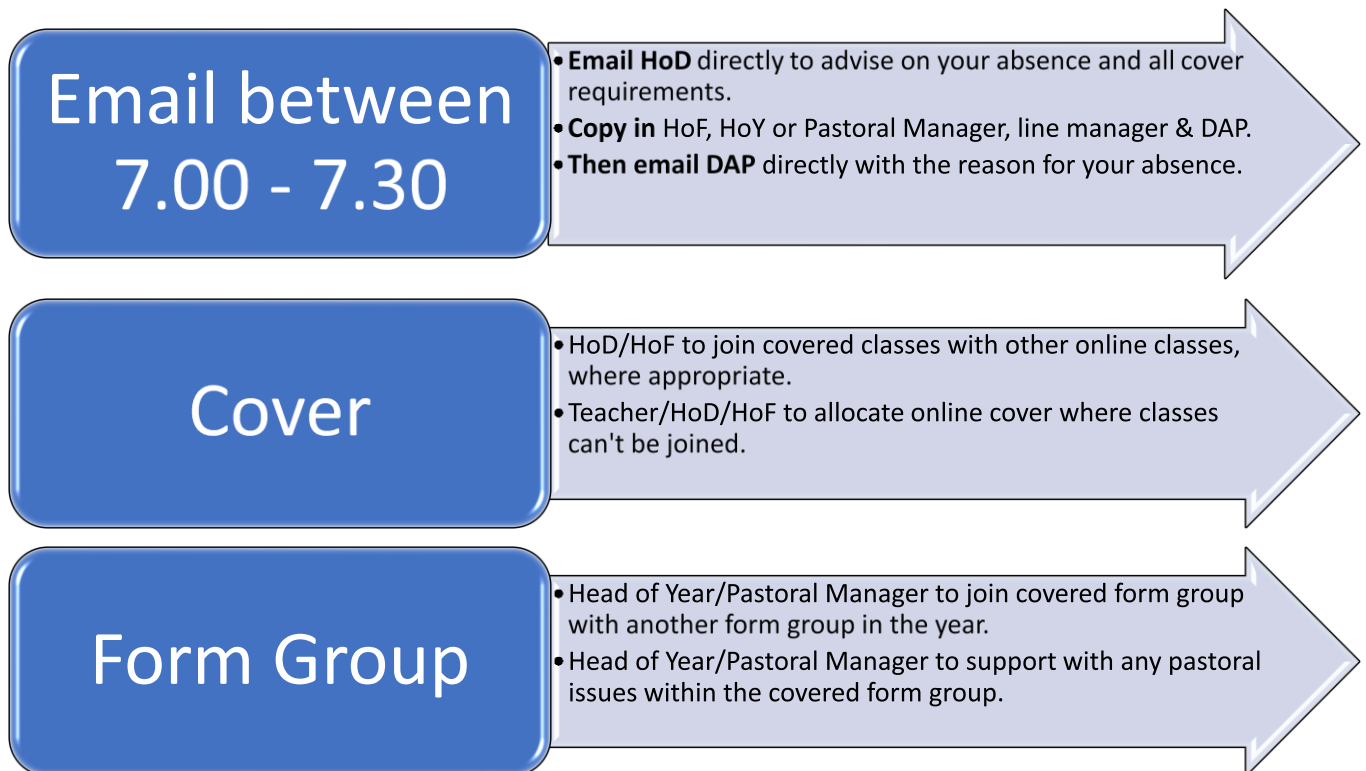 Email between
7.00 - 7.30
•Email HoD directly to advise on your absence and all cover
requirements.
•Copy in HoF, HoY or Pastoral Manager, line manager & DAP.
•Then email DAP directly with the reason for your absence.
Cover
•HoD/HoF to join covered classes with other online classes,
where appropriate.
•Teacher/HoD/HoF to allocate online cover where classes
can't be joined.
Form Group
•Head of Year/Pastoral Manager to join covered form group
with another form group in the year.
•Head of Year/Pastoral Manager to support with any pastoral
issues within the covered form group.